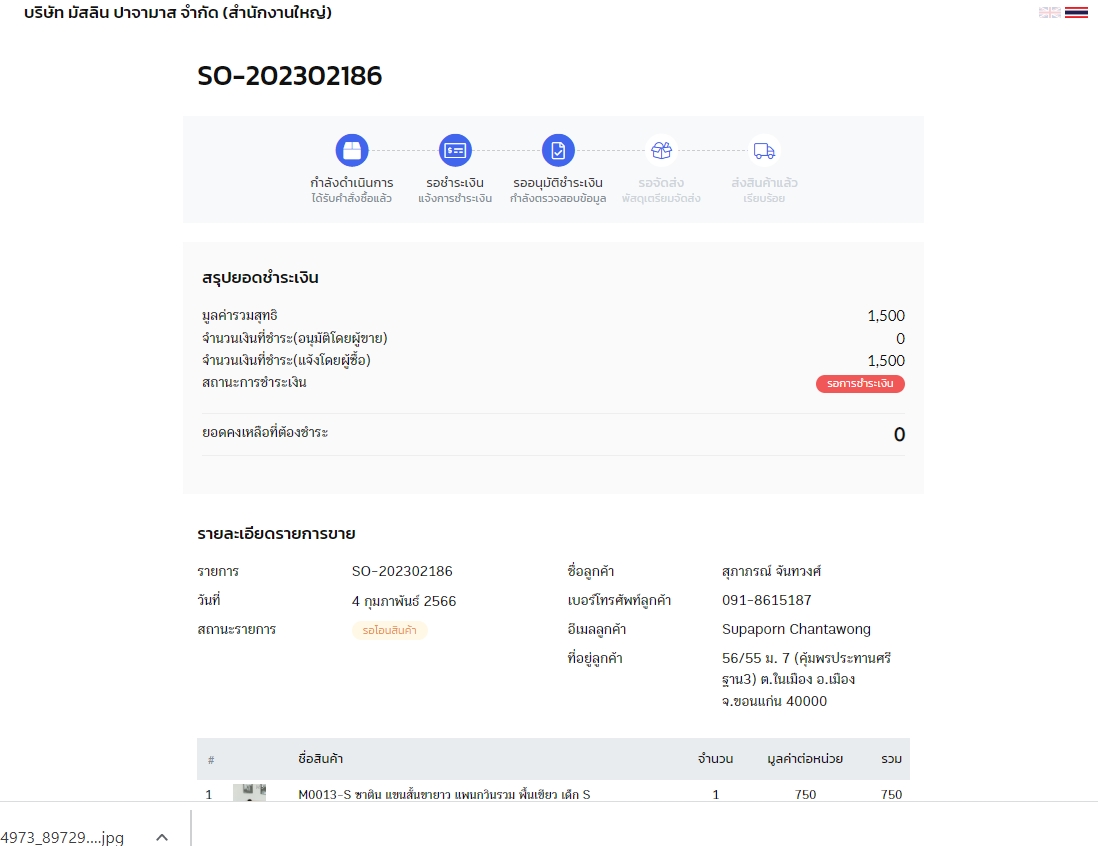 บริษัท มัสลิน ปาจามาส จำกัด (สำนักงานใหญ่)
SO-202302186
กำลังดำเนินการ รอชำระเงิน รออนุมัติชำระเงิน รอจัดส่ง ส่งสินค้าแล้ว
ได้รับคำสั่งซื้อแล้ว แจ้งการชำระเงิน กำลังตรวจสอบข้อมูล พัสดุเตรียมจัดส่ง เรียบร้อย
สรุปยอดชำระเงิน
มูลค่ารวมสุทธิ 1,500
จำนวนเงินที่ชำระ(อนุมัติโดยผู้ขาย) 0
จำนวนเงินที่ชำระ(แจ้งโดยผู้ซื้อ) 1,500
สถานะการชำระเงิน รอการชำระเงิน
ยอดคงเหลือที่ต้องชำระ 0
รายละเอียดรายการขาย
รายการ SO-202302186 ชื่อลูกค้า สุภาภรณ์ จันทวงศ์
วันที่ 4 กุมภาพันธ์ 2566 เบอร์โทรศัพท์ลูกค้า 091-8615187
สถานะรายการ รอโอนสินค้า อีเมลลูกค้า Supaporn Chantawong
ที่อยู่ลูกค้า 56/55 ม. 7 (คุ้มพรประทานศรี
ฐาน3) ต.ในเมือง อ.เมือง
จ.ขอนแก่น 40000
# ชื่อสินค้า จำนวน มูลค่าต่อหน่วย รวม
1 M0013-S ซาติน แขนสั้นขายาว แพนกวินรวม พื้นเขียว เด็ก S 1 750 750
4973_89729....jpg